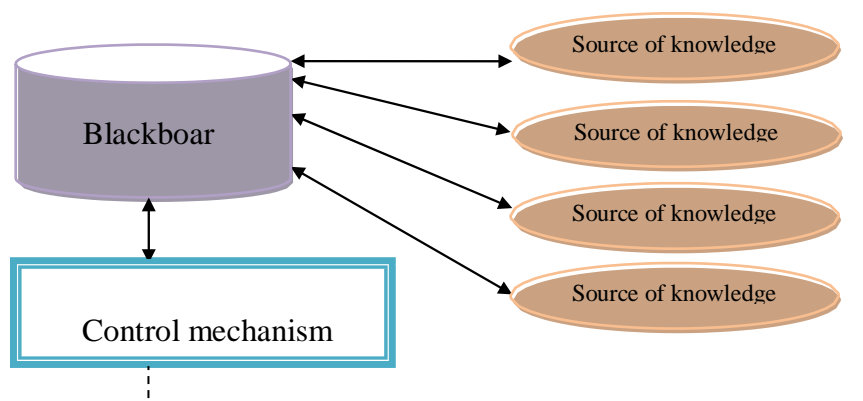 Source of knowledge
Source of knowledge
Blackboar
Source of knowledge
Source of knowledge
Control mechanism